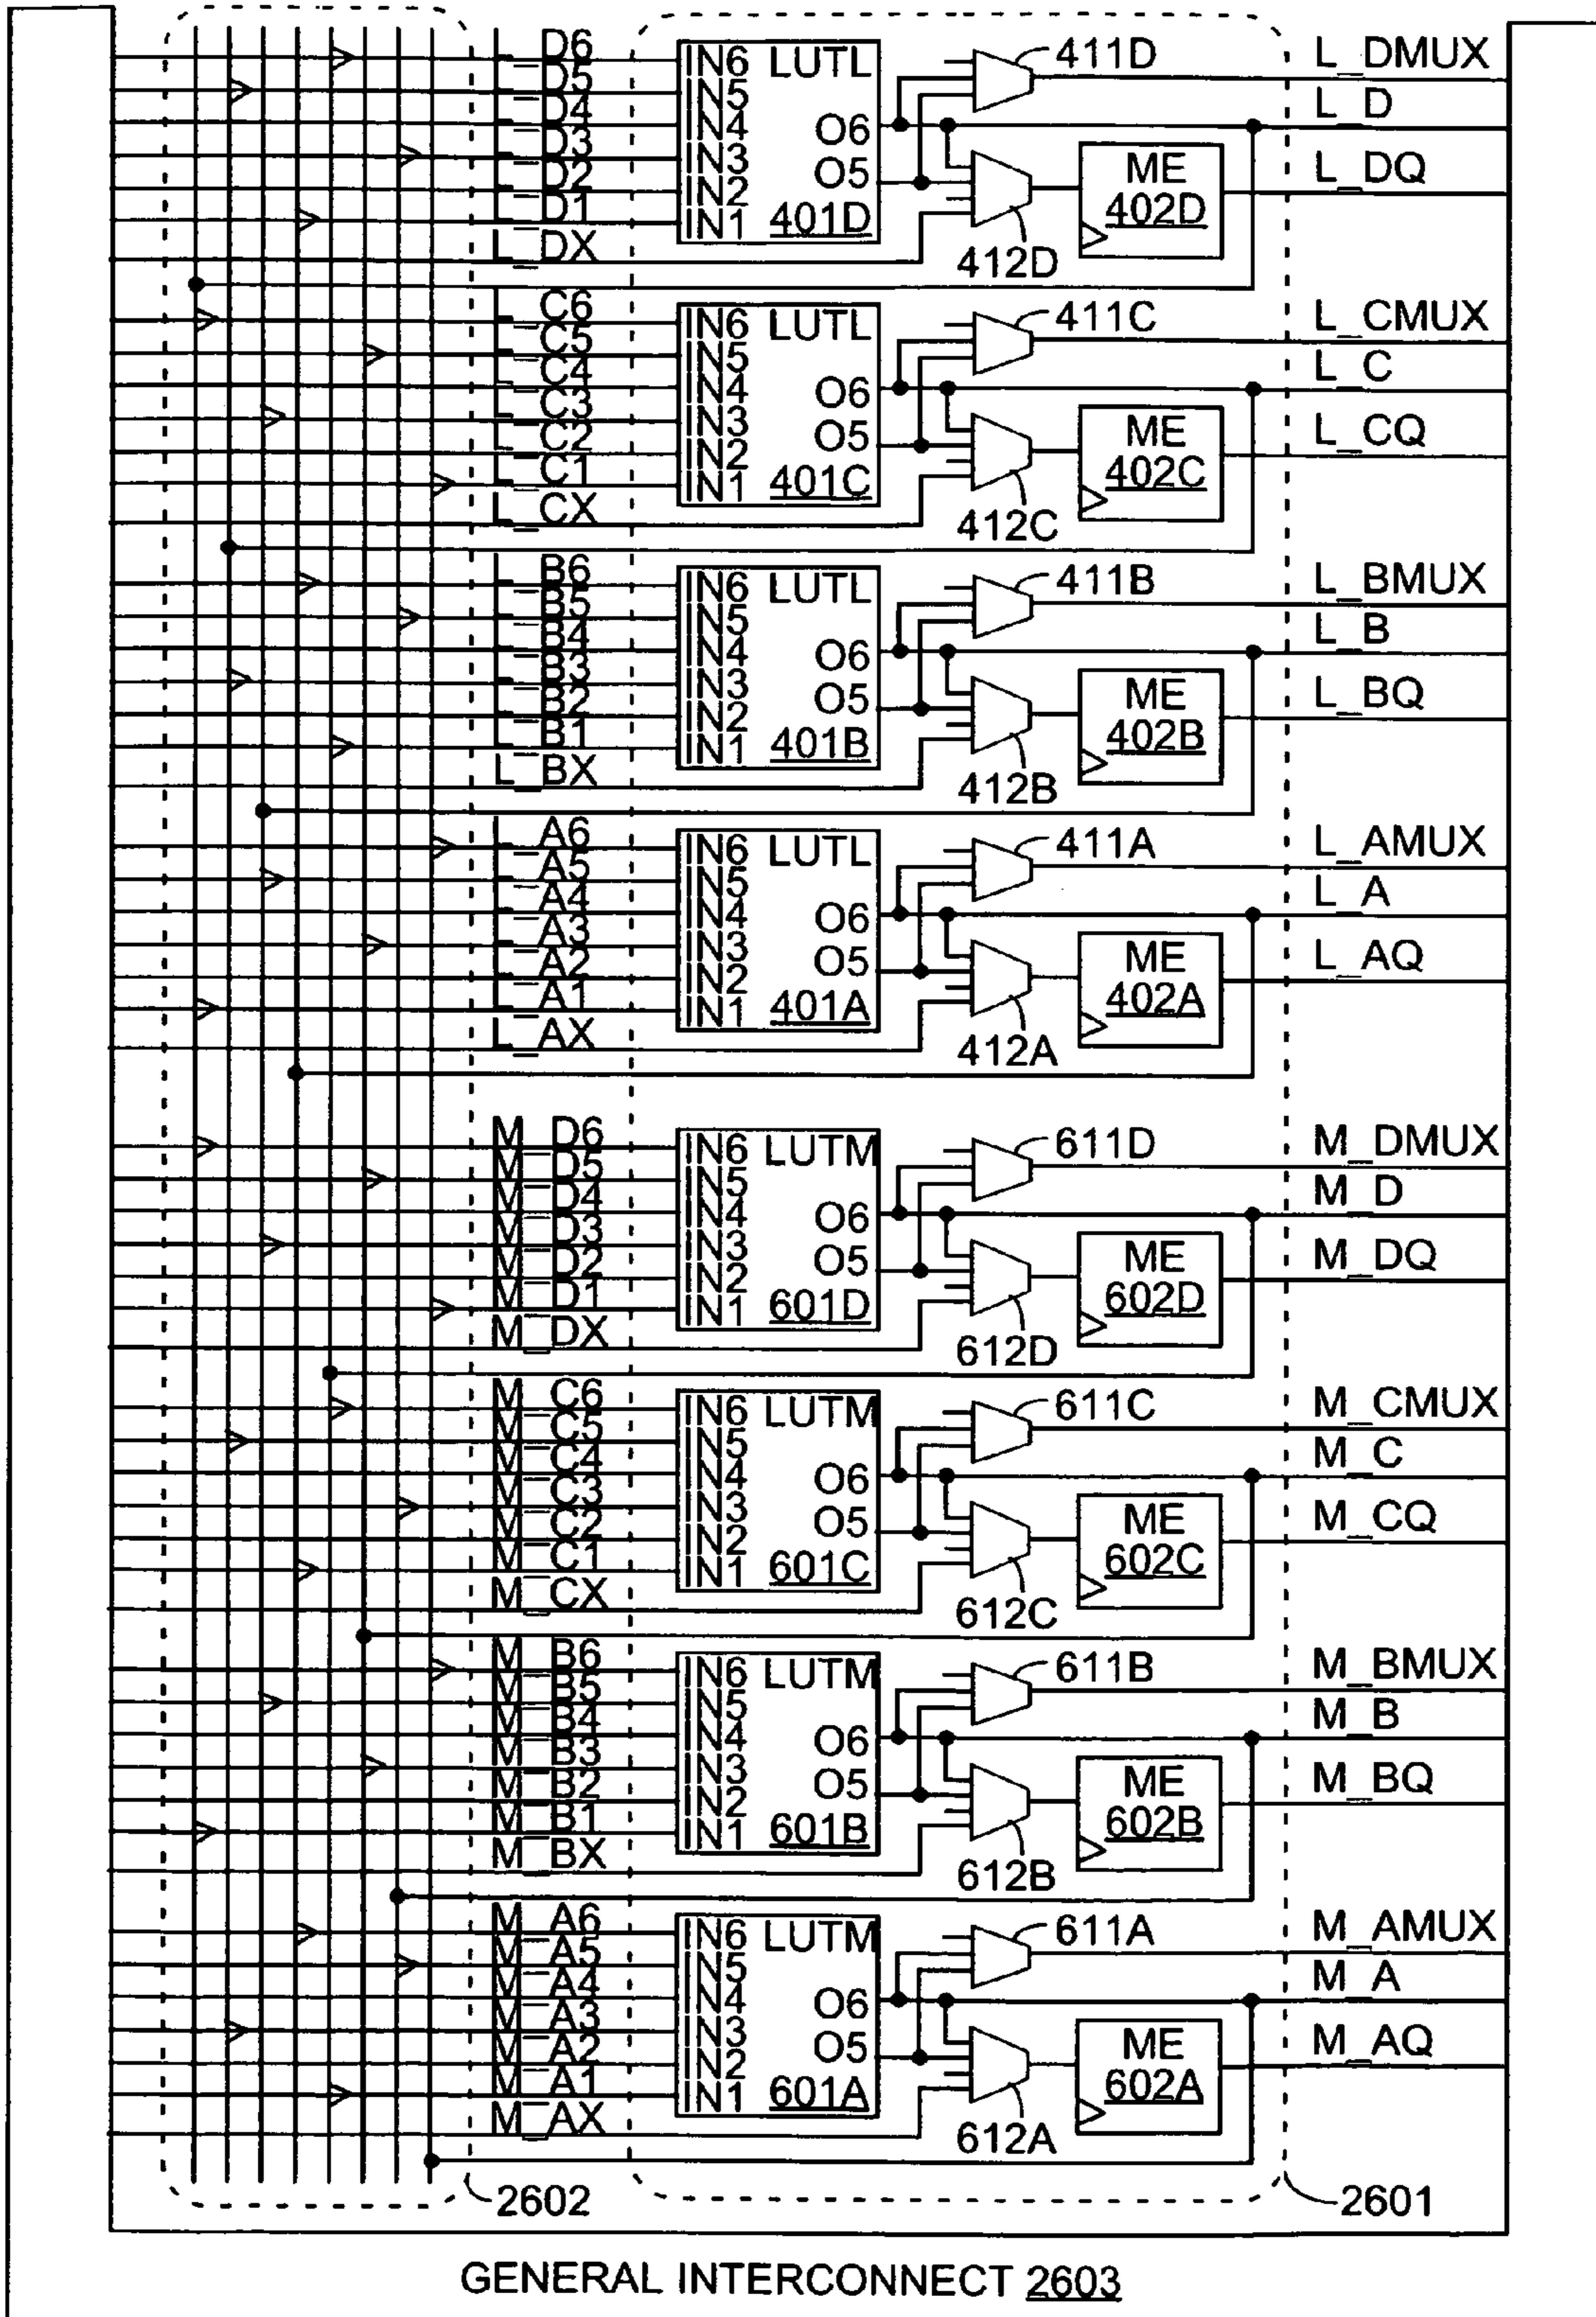 L_D6 IN6 LUTL 411D L_DMUX
L_D5 IN5 L_D
L_D4 IN4 O6
L_D3 IN3 ME L_DQ
L_D2 IN2 O5 402D
L_D1 IN1 401D
L_DX 412D
L_C6 IN6 LUTL 411C L_CMUX
L_C5 IN5 L_C
L_C4 IN4 O6
L_C3 IN3 ME L_CQ
L_C2 IN2 O5 402C
L_C1 IN1 401C
L_CX 412C
L_B6 IN6 LUTL 411B L_BMUX
L_B5 IN5 L_B
L_B4 IN4 O6
L_B3 IN3 ME L_BQ
L_B2 IN2 O5 402B
L_B1 IN1 401B
L_BX 412B
L_A6 IN6 LUTL 411A L_AMUX
L_A5 IN5 L_A
L_A4 IN4 O6
L_A3 IN3 ME L_AQ
L_A2 IN2 O5 402A
L_A1 IN1 401A
L_AX 412A
M_D6 IN6 LUTM 611D M_DMUX
M_D5 IN5 M_D
M_D4 IN4 O6
M_D3 IN3 ME M_DQ
M_D2 IN2 O5 602D
M_D1 IN1 601D
M_DX 612D
M_C6 IN6 LUTM 611C M_CMUX
M_C5 IN5 M_C
M_C4 IN4 O6
M_C3 IN3 ME M_CQ
M_C2 IN2 O5 602C
M_C1 IN1 601C
M_CX 612C
M_B6 IN6 LUTM 611B M_BMUX
M_B5 IN5 M_B
M_B4 IN4 O6
M_B3 IN3 ME M_BQ
M_B2 IN2 O5 602B
M_B1 IN1 601B
M_BX 612B
M_A6 IN6 LUTM 611A M_AMUX
M_A5 IN5 M_A
M_A4 IN4 O6
M_A3 IN3 ME M_AQ
M_A2 IN2 O5 602A
M_A1 IN1 601A
M_AX 612A
2602 2601
GENERAL INTERCONNECT 2603